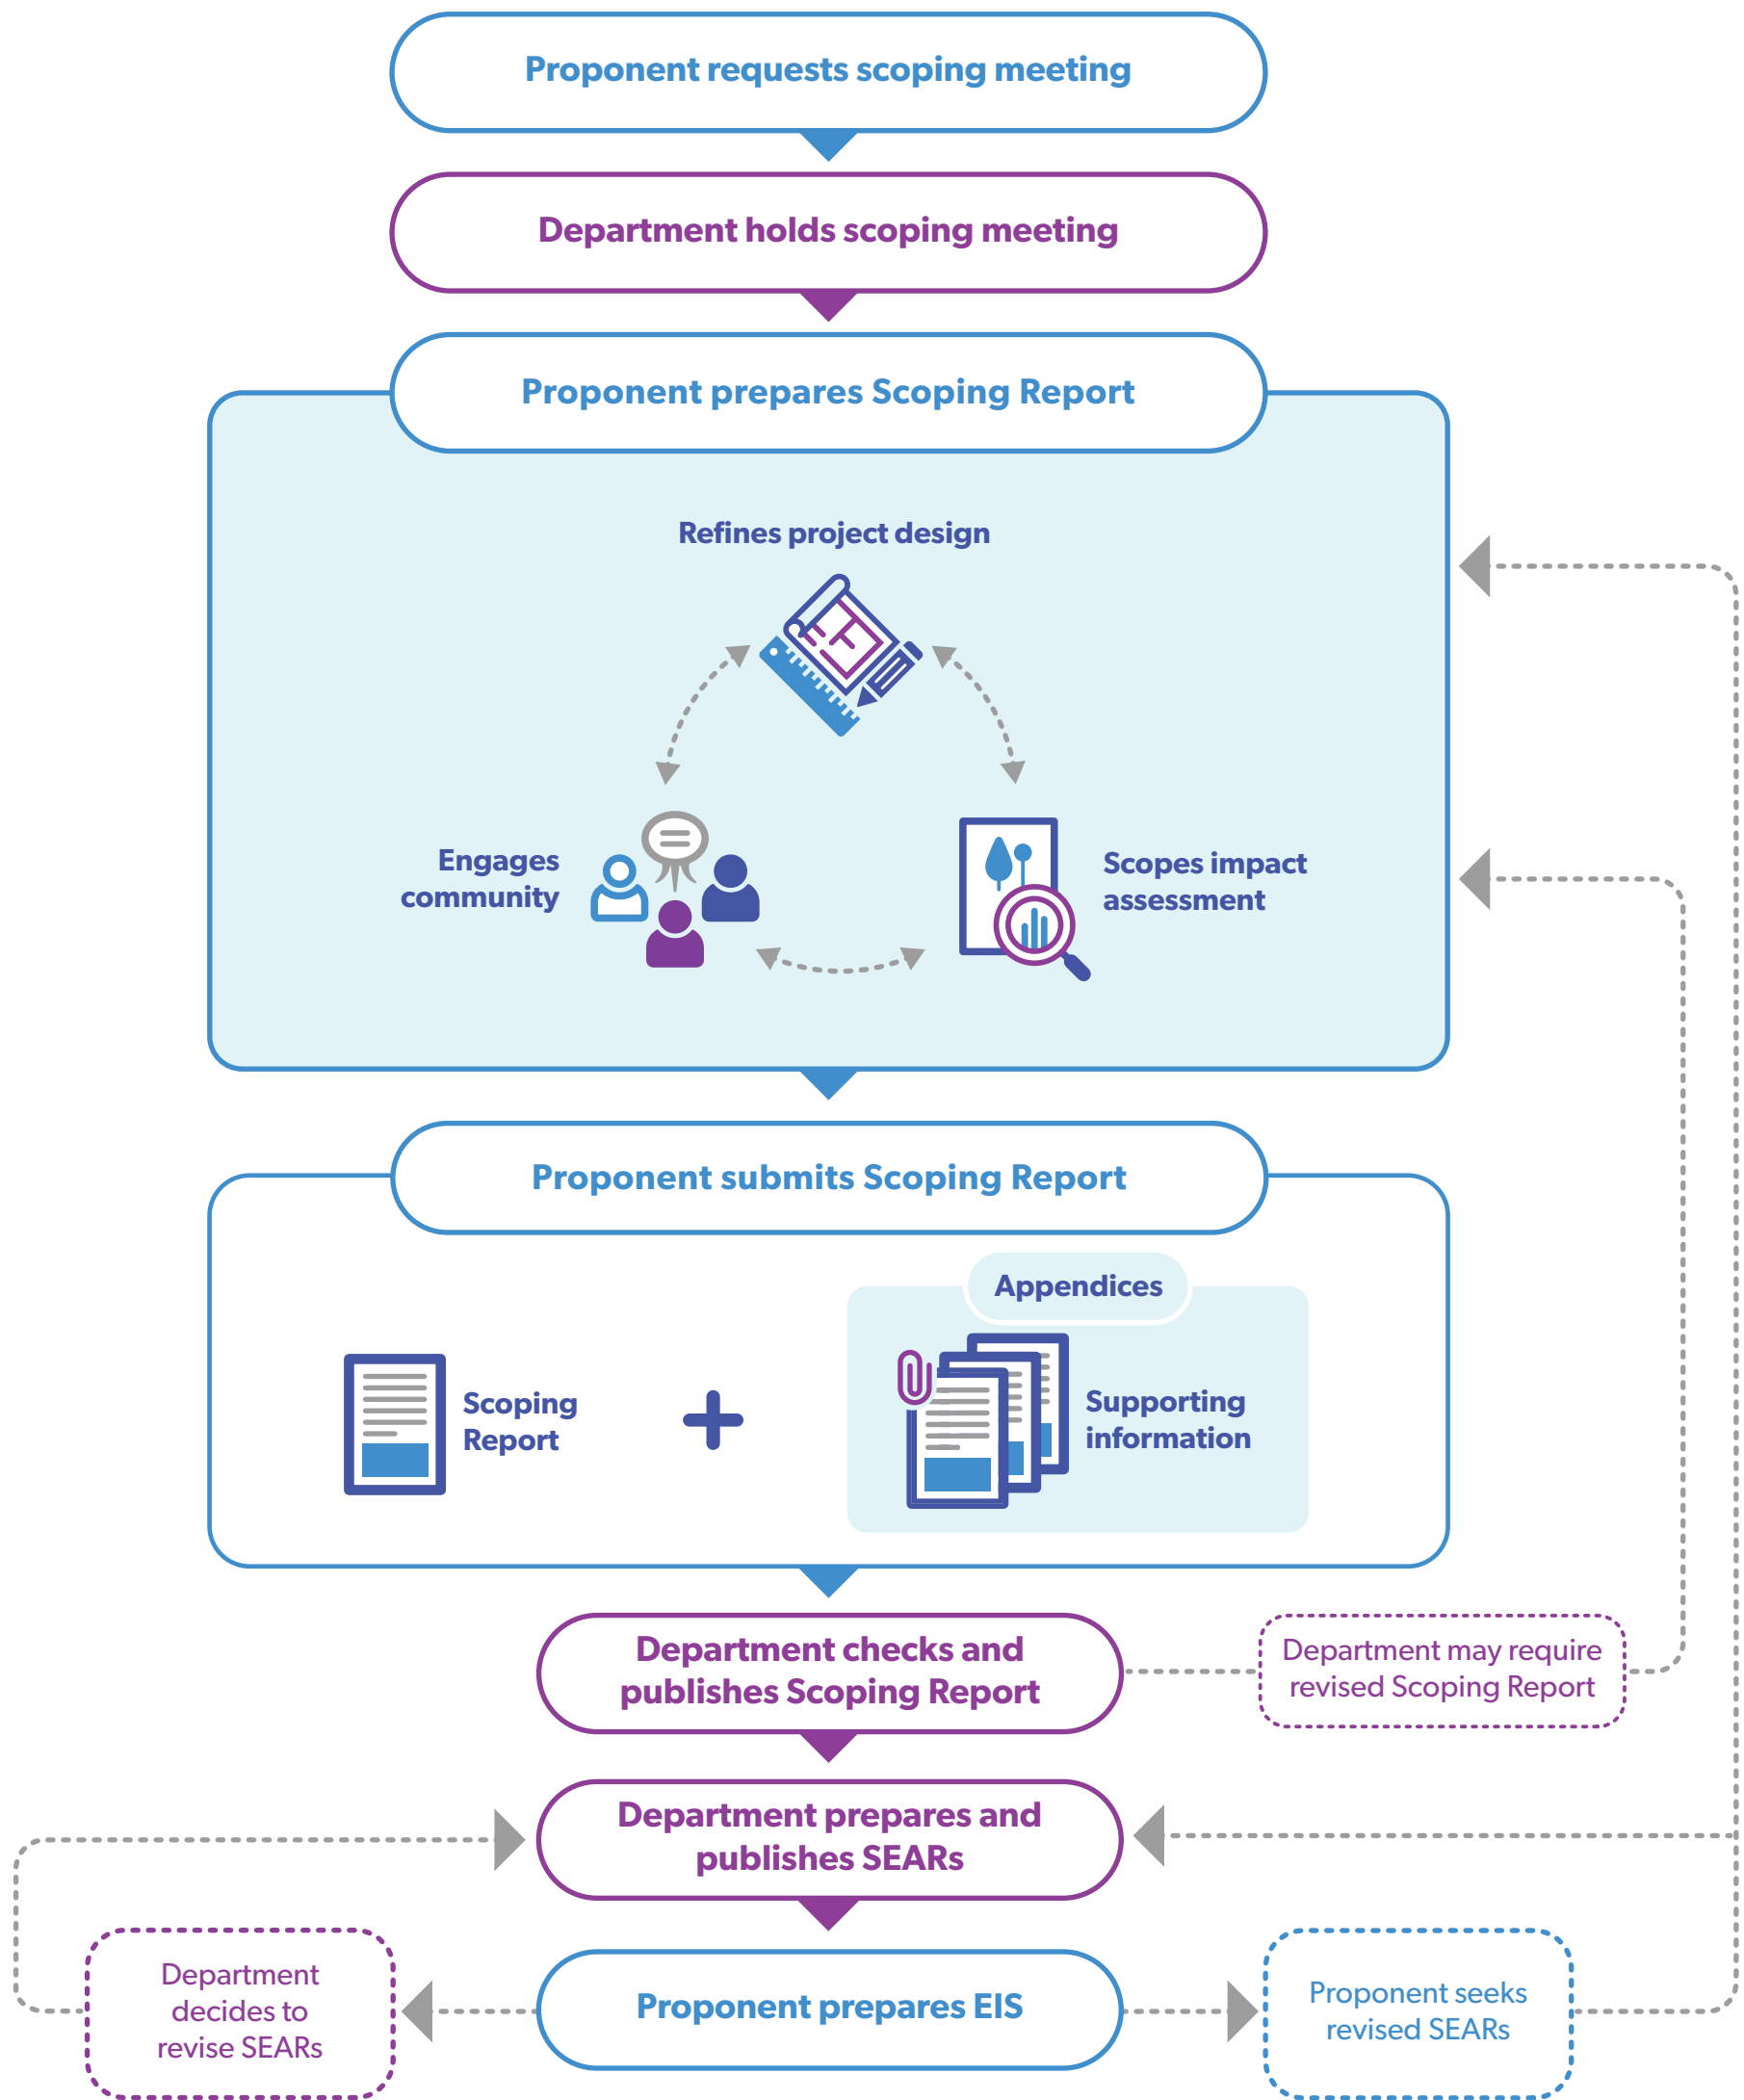 Proponent requests scoping meeting
Department holds scoping meeting
Proponent prepares Scoping Report
Refines project design
Engages
community
Scopes impact
assessment
Proponent submits Scoping Report
Appendices
Scoping
Report
Supporting
information
Department checks and
publishes Scoping Report
Department may require
revised Scoping Report
Department prepares and
publishes SEARs
Department
decides to
revise SEARs
Proponent prepares EIS
Proponent seeks
revised SEARs